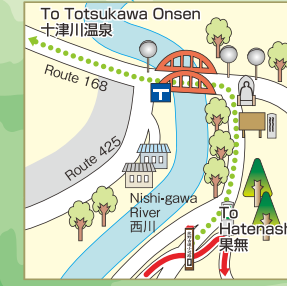 To Totsukawa Onsen
十津川温泉
Route 168
T
Route 425
Nishi-gawa
River
西川
To
Hatenash
果無